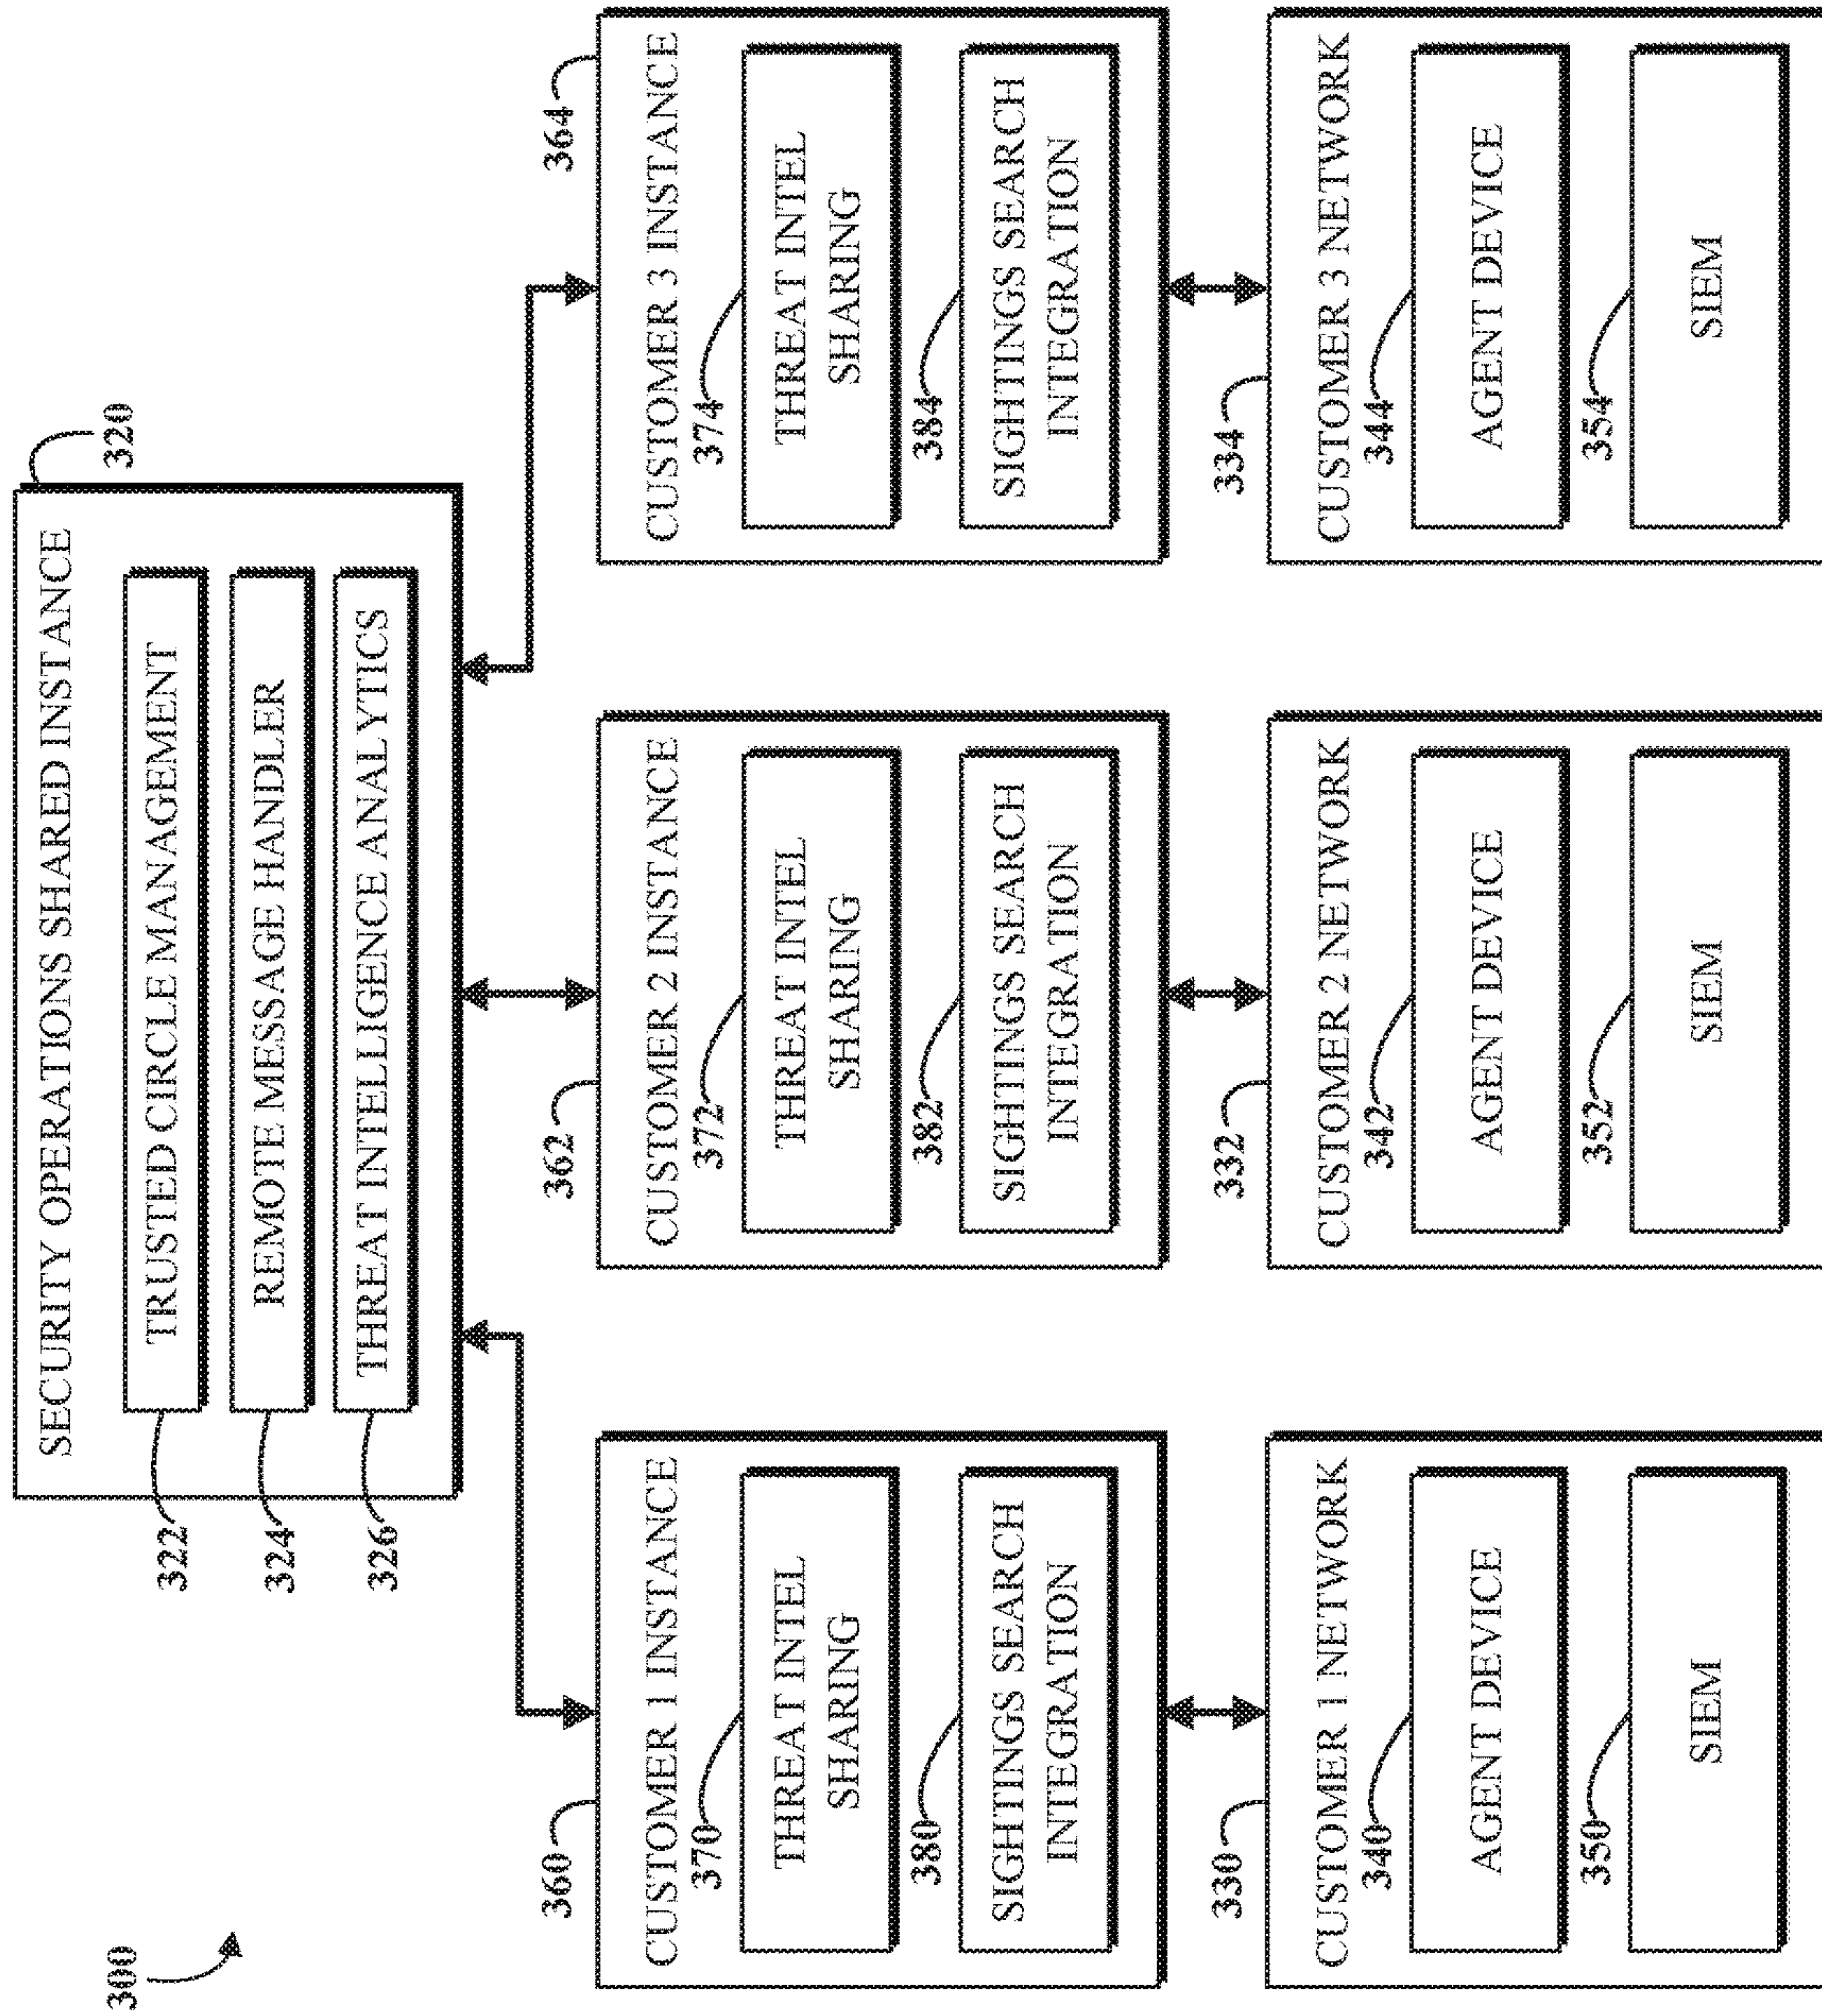 300
SECURITY OPERATIONS SHARED INSTANCE
320
322
TRUSTED CIRCLE MANAGEMENT
324
REMOTE MESSAGE HANDLER
326
THREAT INTELLIGENCE ANALYTICS
360
CUSTOMER 1 INSTANCE
370
THREAT INTEL
SHARING
380
SIGHTINGS SEARCH
INTEGRATION
362
CUSTOMER 2 INSTANCE
372
THREAT INTEL
SHARING
382
SIGHTINGS SEARCH
INTEGRATION
364
CUSTOMER 3 INSTANCE
374
THREAT INTEL
SHARING
384
SIGHTINGS SEARCH
INTEGRATION
330
CUSTOMER 1 NETWORK
340
AGENT DEVICE
350
SIEM
332
CUSTOMER 2 NETWORK
342
AGENT DEVICE
352
SIEM
334
CUSTOMER 3 NETWORK
344
AGENT DEVICE
354
SIEM